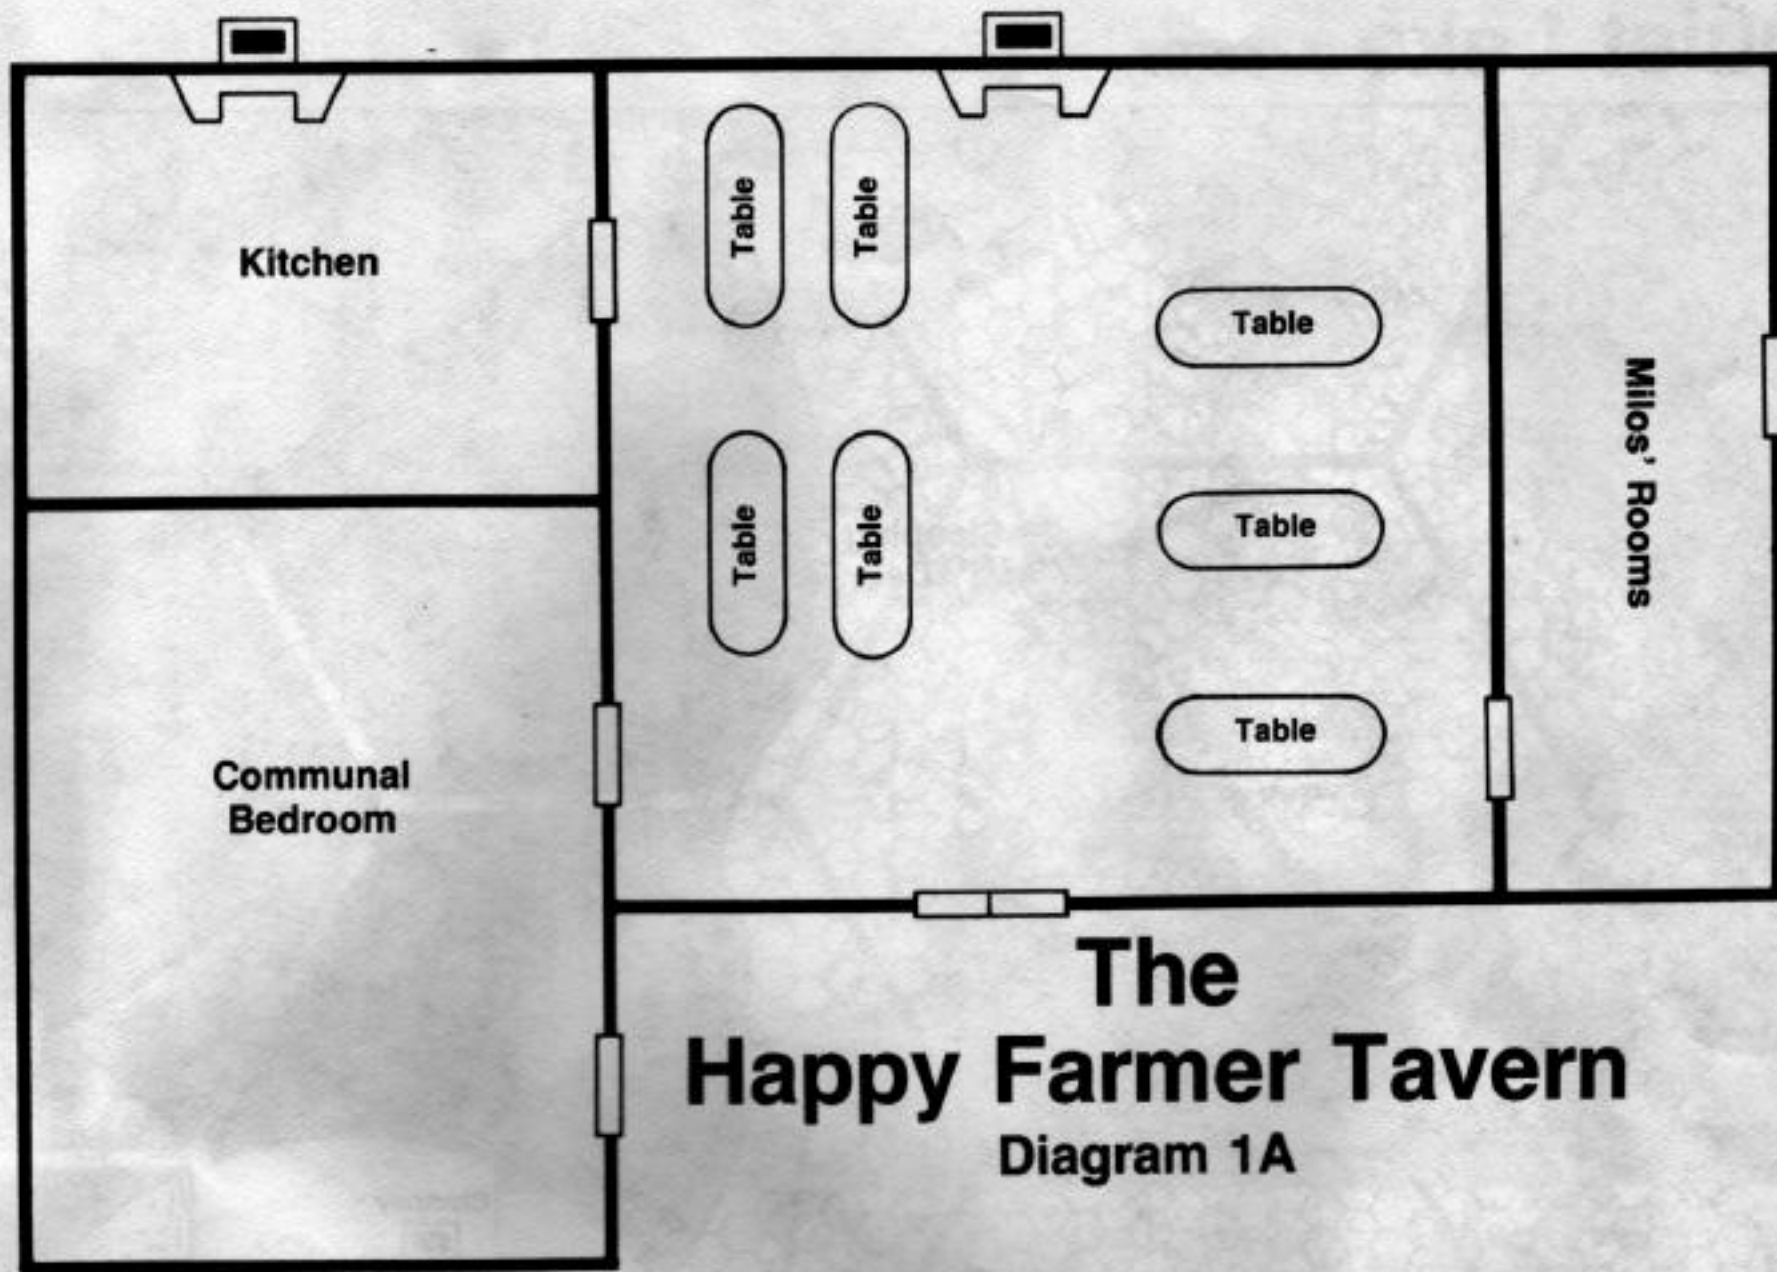 Kitchen
Table
Table
Table
Table
Table
Table
Table
Milos' Rooms
Communal
Bedroom
The
Happy Farmer Tavern
Diagram 1A